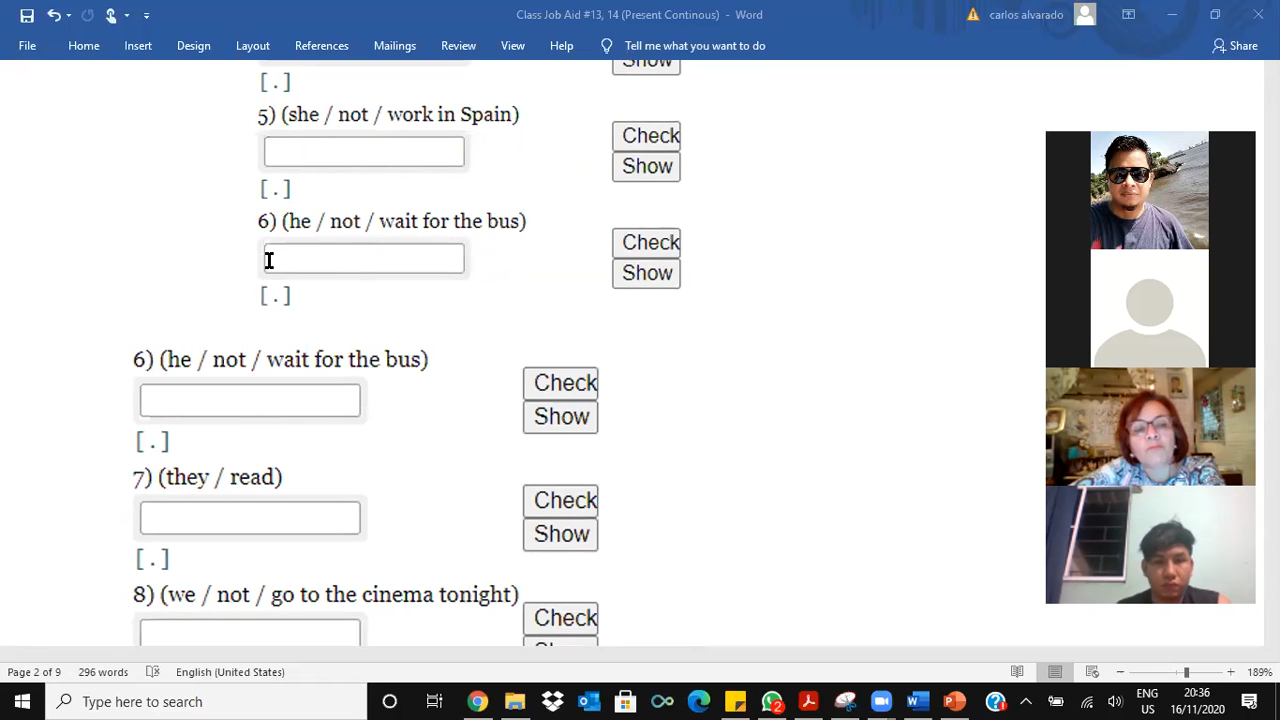 Class Job Aid #13, 14 (Present Continous) - Word
carlos alvarado
File Home Insert Design Layout References Mailings Review View Help Tell me what you want to do Share
Show
[.]
5) (she / not / work in Spain)
Check
Show
[.]
6) (he / not / wait for the bus)
Check
Show
[.]
6) (he / not / wait for the bus)
Check
Show
[.]
7) (they / read)
Check
Show
[.]
8) (we / not / go to the cinema tonight)
Check
Show
Page 2 of 9 296 words English (United States) 189%
Type here to search
2
ENG
US
20:36
16/11/2020